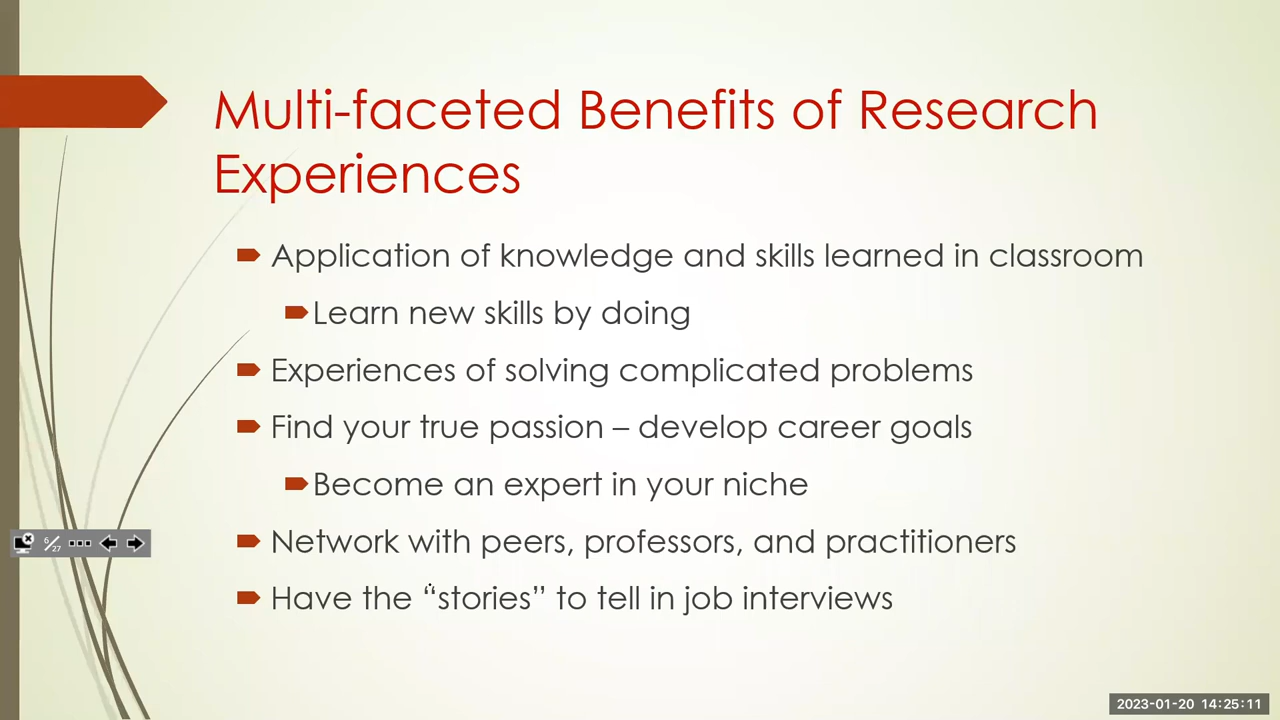 Multi-faceted Benefits of Research
Experiences
Application of knowledge and skills learned in classroom
Learn new skills by doing
Experiences of solving complicated problems
Find your true passion – develop career goals
Become an expert in your niche
6/27
Network with peers, professors, and practitioners
Have the “stories” to tell in job interviews
2023-01-20 14:25:11